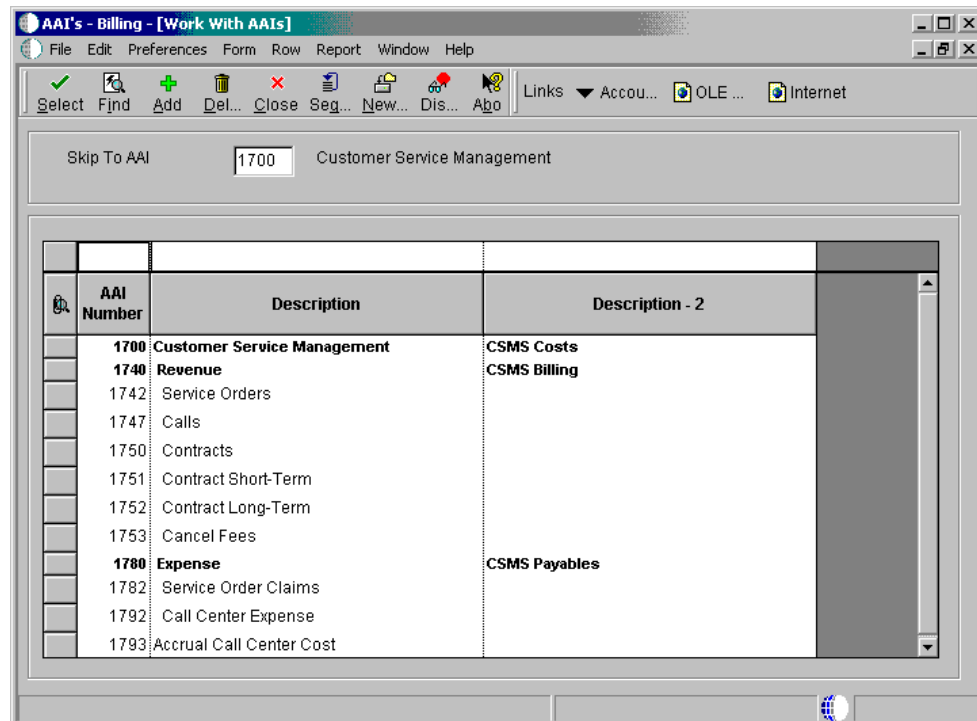 AAI's - Billing - [Work With AAIs]
File Edit Preferences Form Row Report Window Help
Select Find Add Del... Close Seq... New... Dis... Abo Links Accou... OLE ... Internet
Skip To AAI 1700 Customer Service Management
AAI Number Description Description - 2
1700 Customer Service Management CSMS Costs
1740 Revenue CSMS Billing
1742 Service Orders
1747 Calls
1750 Contracts
1751 Contract Short-Term
1752 Contract Long-Term
1753 Cancel Fees
1780 Expense CSMS Payables
1782 Service Order Claims
1792 Call Center Expense
1793 Accrual Call Center Cost